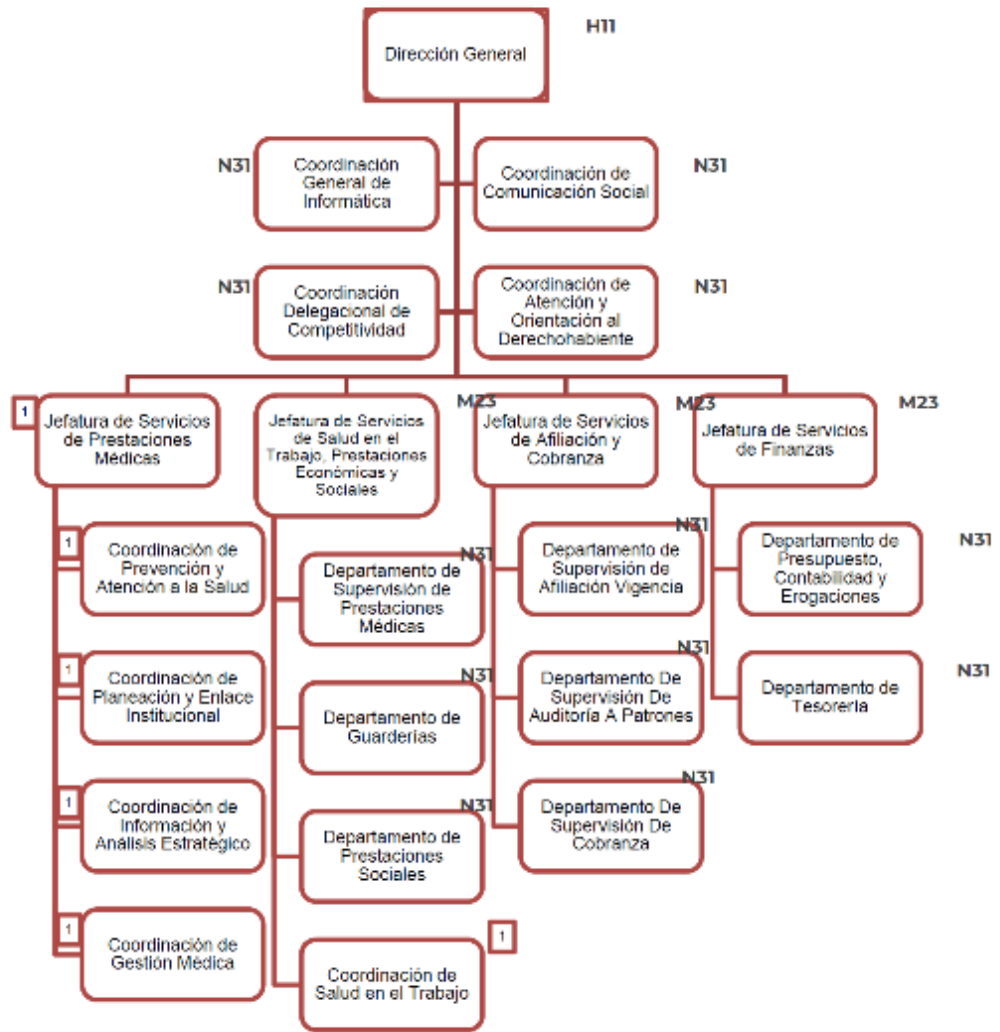 H11
Dirección General
N31
Coordinación
General de
Informática
Coordinación de
Comunicación Social
N31
N31
Coordinación
Delegacional de
Competitividad
Coordinación de
Atención y
Orientación al
Derechohabiente
N31
1
Jefatura de Servicios
de Prestaciones
Médicas
Jefatura de Servicios
de Salud en el
Trabajo, Prestaciones
Económicas y
Sociales
M23
Jefatura de Servicios
de Afiliación y
Cobranza
M23
Jefatura de Servicios
de Finanzas
M23
1
Coordinación de
Prevención y
Atención a la Salud
1
Coordinación de
Planeación y Enlace
Institucional
1
Coordinación de
Información y
Análisis Estratégico
1
Coordinación de
Gestión Médica
N31
Departamento de
Supervisión de
Prestaciones
Médicas
N31
Departamento de
Guarderías
N31
Departamento de
Prestaciones
Sociales
1
Coordinación de
Salud en el Trabajo
N31
Departamento de
Supervisión de
Afiliación Vigencia
N31
Departamento De
Supervisión De
Auditoría A Patrones
N31
Departamento De
Supervisión De
Cobranza
N31
Departamento de
Presupuesto,
Contabilidad y
Erogaciones
N31
Departamento de
Tesorería